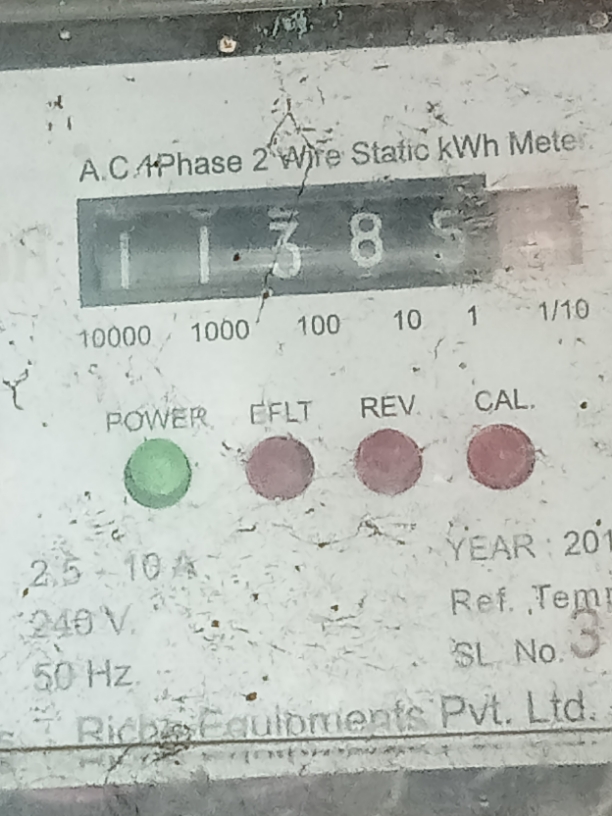 A.C.1Phase 2 Wire Static kWh Meter
1 1 3 8 5
10000 1000 100 10 1 1/10
POWER EFLT REV. CAL.
2.5 - 10 A.
YEAR : 201
240 V.
Ref. Tem
50 Hz.
SL. No. 3
Equipments Pvt. Ltd.